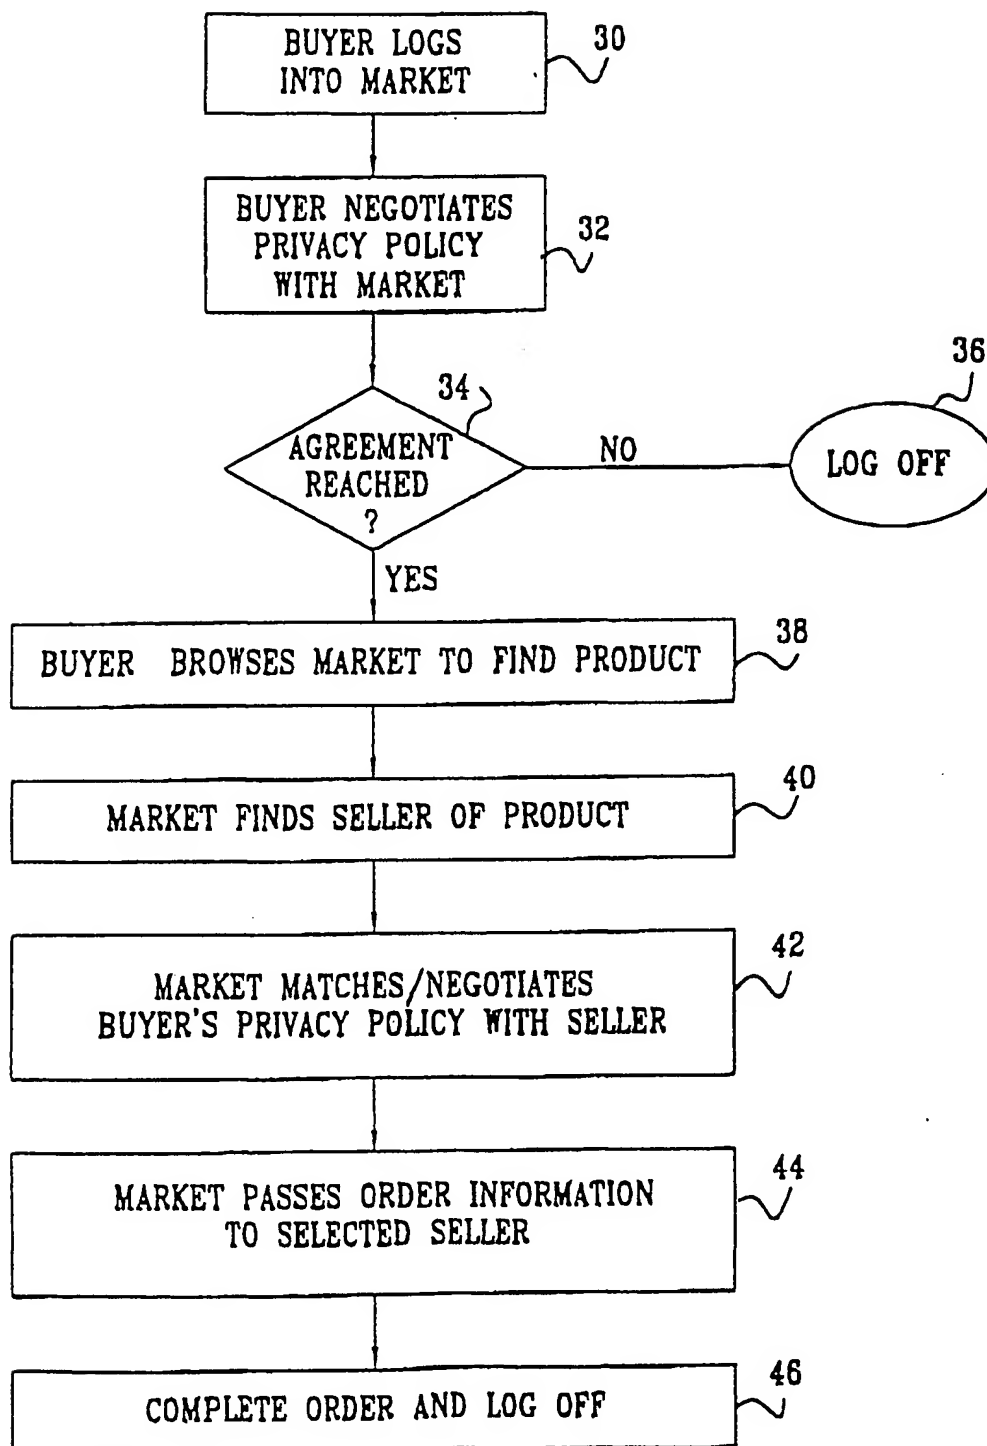 BUYER LOGS
INTO MARKET
30
BUYER NEGOTIATES
PRIVACY POLICY
WITH MARKET
32
34
AGREEMENT
REACHED
?
NO
36
LOG OFF
YES
BUYER BROWSES MARKET TO FIND PRODUCT
38
MARKET FINDS SELLER OF PRODUCT
40
MARKET MATCHES/NEGOTIATES
BUYER'S PRIVACY POLICY WITH SELLER
42
MARKET PASSES ORDER INFORMATION
TO SELECTED SELLER
44
COMPLETE ORDER AND LOG OFF
46